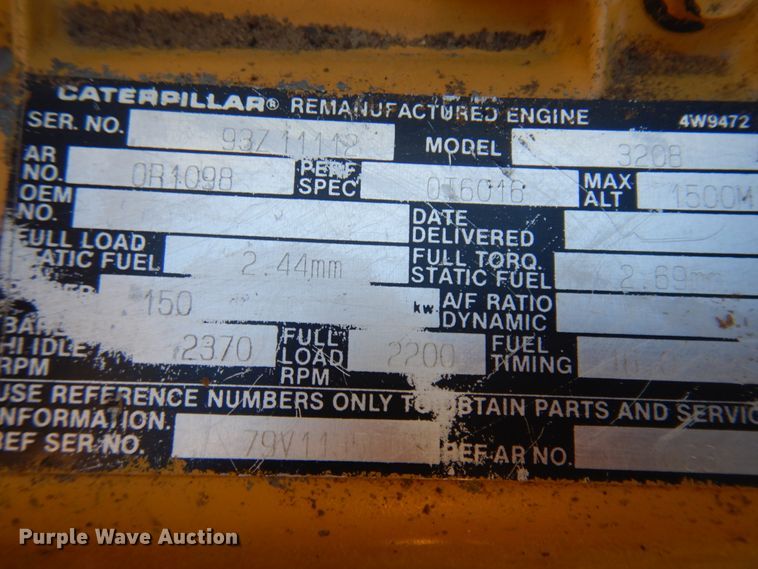 CATERPILLAR® REMANUFACTURED ENGINE 4W9472
SER. NO. 93Z11112 MODEL 3208
AR NO. 0R1098 PERF SPEC 0T6016 MAX ALT 1500M
OEM NO. DATE DELIVERED
FULL LOAD STATIC FUEL 2.44mm FULL TORQ. STATIC FUEL 2.69mm
150 kw A/F RATIO DYNAMIC
HI IDLE RPM 2370 FULL LOAD RPM 2200 FUEL TIMING
USE REFERENCE NUMBERS ONLY TO OBTAIN PARTS AND SERVICE
INFORMATION.
REF SER NO. REF AR NO.
Purple Wave Auction